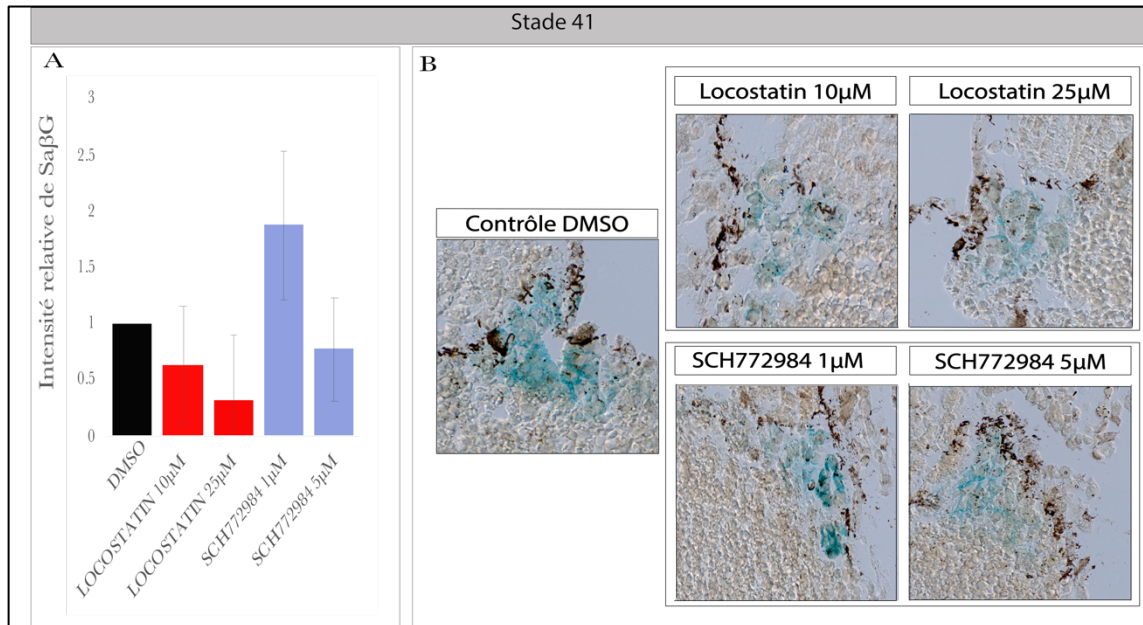 Stade 41
A
Intensité relative de SaβG
3
2.5
2
1.5
1
0.5
0
DMSO
LOCOSTATIN 10µM
LOCOSTATIN 25µM
SCH772984 1µM
SCH772984 5µM
B
Contrôle DMSO
Locostatin 10µM
Locostatin 25µM
SCH772984 1µM
SCH772984 5µM